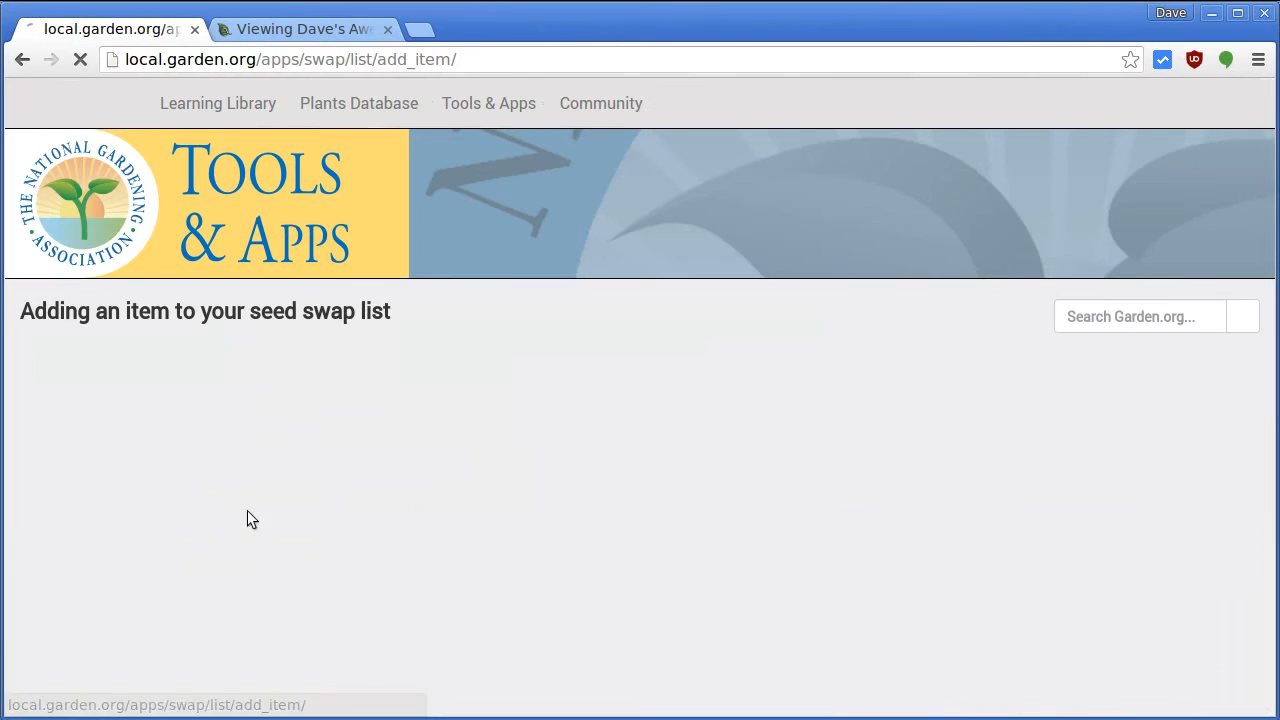 Dave
local.garden.org/ap
Viewing Dave's Awe
local.garden.org/apps/swap/list/add_item/
Learning Library Plants Database Tools & Apps Community
THE NATIONAL GARDENING
ASSOCIATION
TOOLS
& APPS
Adding an item to your seed swap list
Search Garden.org...
local.garden.org/apps/swap/list/add_item/